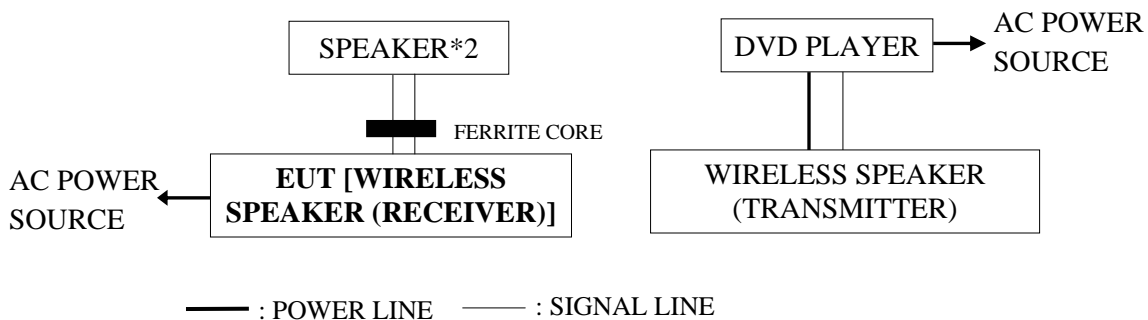 SPEAKER*2
DVD PLAYER
AC POWER
SOURCE
FERRITE CORE
AC POWER
SOURCE
EUT [WIRELESS
SPEAKER (RECEIVER)]
WIRELESS SPEAKER
(TRANSMITTER)
: POWER LINE
: SIGNAL LINE